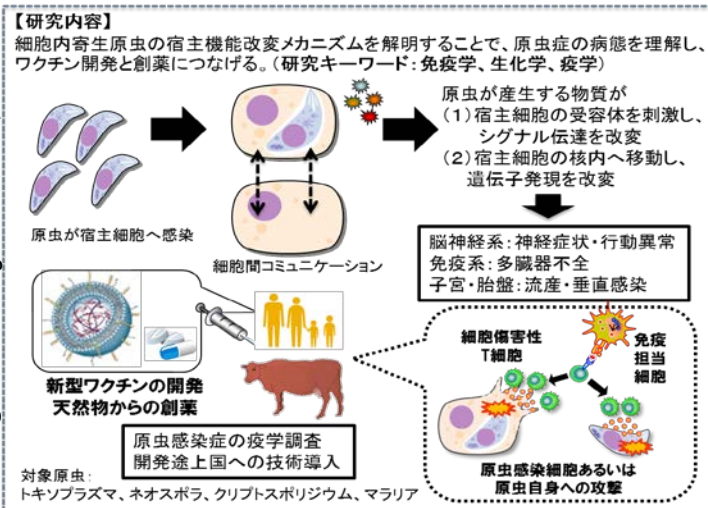 【研究内容】
細胞内寄生原虫の宿主機能改変メカニズムを解明することで、原虫症の病態を理解し、
ワクチン開発と創薬につなげる。(研究キーワード：免疫学、生化学、疫学)
原虫が宿主細胞へ感染
細胞間コミュニケーション
原虫が産生する物質が
(1)宿主細胞の受容体を刺激し、
シグナル伝達を改変
(2)宿主細胞の核内へ移動し、
遺伝子発現を改変
脳神経系：神経症状・行動異常
免疫系：多臓器不全
子宮・胎盤：流産・垂直感染
新型ワクチンの開発
天然物からの創薬
細胞傷害性
T細胞
免疫
担当
細胞
原虫感染細胞あるいは
原虫自身への攻撃
原虫感染症の疫学調査
開発途上国への技術導入
対象原虫：
トキソプラズマ、ネオスポラ、クリプトスポリジウム、マラリア